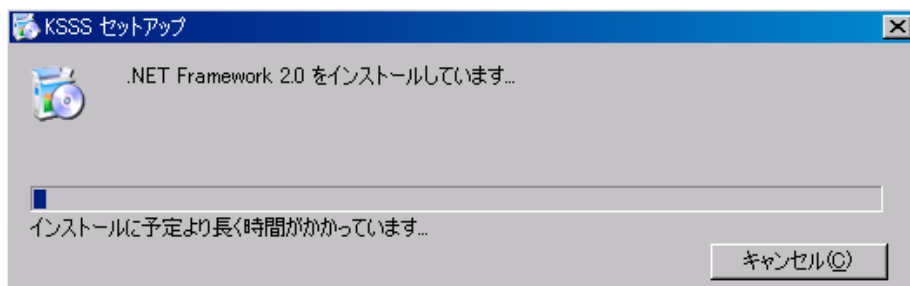 KSSS セットアップ
.NET Framework 2.0 をインストールしています...
インストールに予定より長く時間がかかっています...
キャンセル(C)